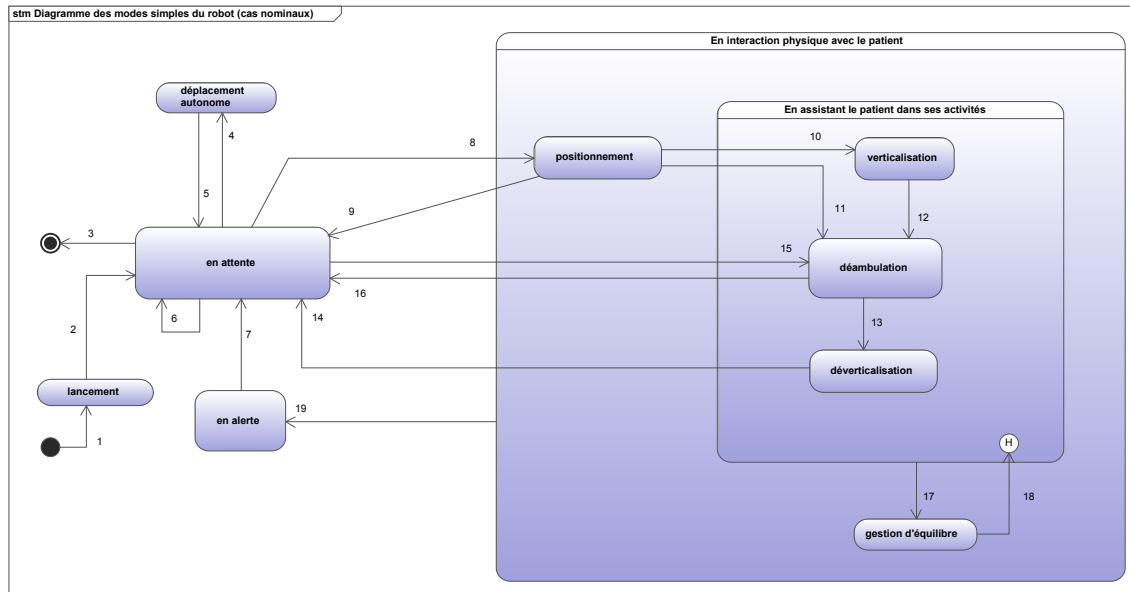 stm Diagramme des modes simples du robot (cas nominaux)
En interaction physique avec le patient
déplacement
autonome
En assistant le patient dans ses activités
4
8
10
positionnement
verticalisation
5
9
11
12
3
en attente
15
déambulation
16
6
7
14
13
2
lancement
déverticalisation
en alerte
19
1
H
17
18
gestion d'équilibre